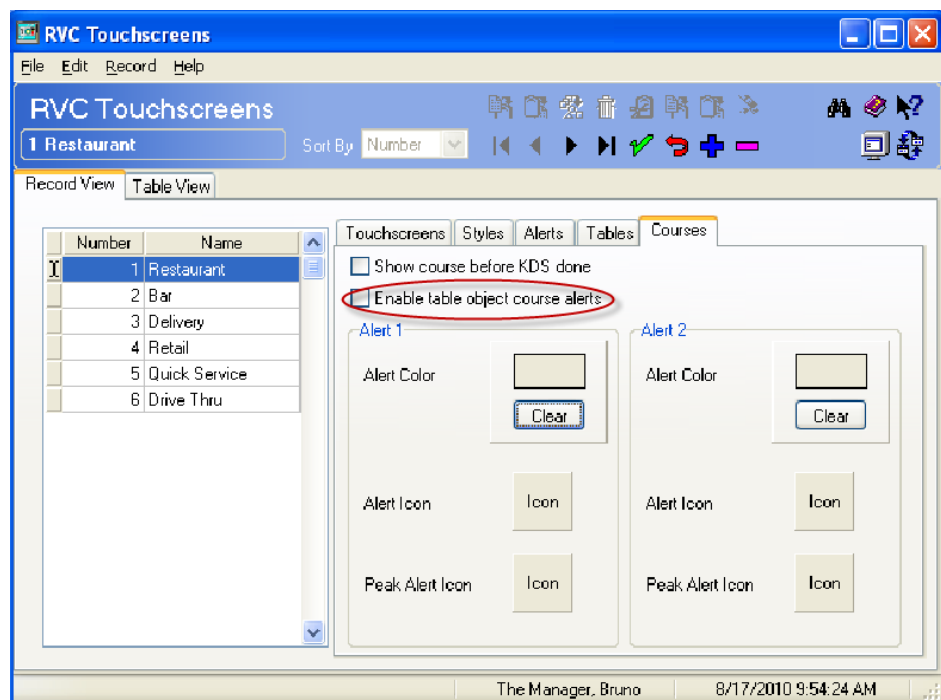 RVC Touchscreens
File Edit Record Help
RVC Touchscreens
1 Restaurant
Sort By Number
Record View Table View
Number Name
1 Restaurant
2 Bar
3 Delivery
4 Retail
5 Quick Service
6 Drive Thru
Touchscreens Styles Alerts Tables Courses
Show course before KDS done
Enable table object course alerts
Alert 1
Alert Color
Clear
Alert Icon Icon
Peak Alert Icon Icon
Alert 2
Alert Color
Clear
Alert Icon Icon
Peak Alert Icon Icon
The Manager, Bruno 8/17/2010 9:54:24 AM